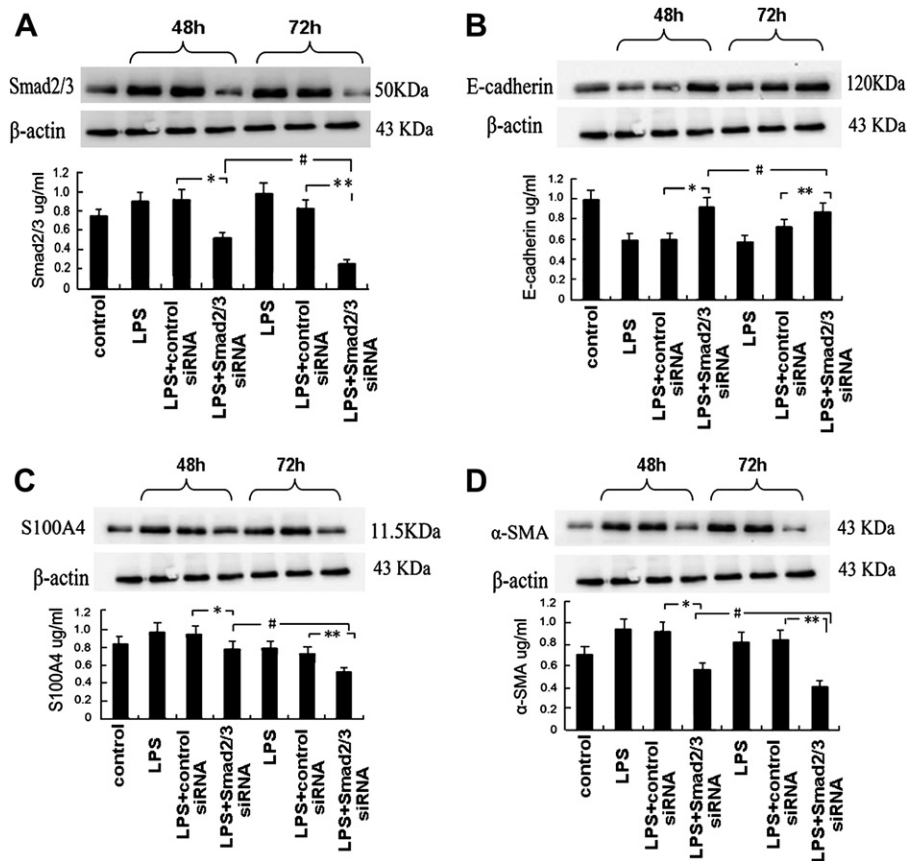 A
48h
72h
Smad2/3
50KDa
β-actin
43 KDa
Smad2/3 ug/ml
1.2
1
0.8
0.6
0.4
0.2
0
*
#
**
control
LPS
LPS+control
siRNA
LPS+Smad2/3
siRNA
LPS
LPS+control
siRNA
LPS+Smad2/3
siRNA
B
48h
72h
E-cadherin
120KDa
β-actin
43 KDa
E-cadherin ug/ml
1.2
1
0.8
0.6
0.4
0.2
0
*
#
**
control
LPS
LPS+control
siRNA
LPS+Smad2/3
siRNA
LPS
LPS+control
siRNA
LPS+Smad2/3
siRNA
C
48h
72h
S100A4
11.5KDa
β-actin
43 KDa
S100A4 ug/ml
1.2
1
0.8
0.6
0.4
0.2
0
*
#
**
control
LPS
LPS+control
siRNA
LPS+Smad2/3
siRNA
LPS
LPS+control
siRNA
LPS+Smad2/3
siRNA
D
48h
72h
α-SMA
43 KDa
β-actin
43 KDa
α-SMA ug/ml
1.2
1
0.8
0.6
0.4
0.2
0
*
#
**
control
LPS
LPS+control
siRNA
LPS+Smad2/3
siRNA
LPS
LPS+control
siRNA
LPS+Smad2/3
siRNA